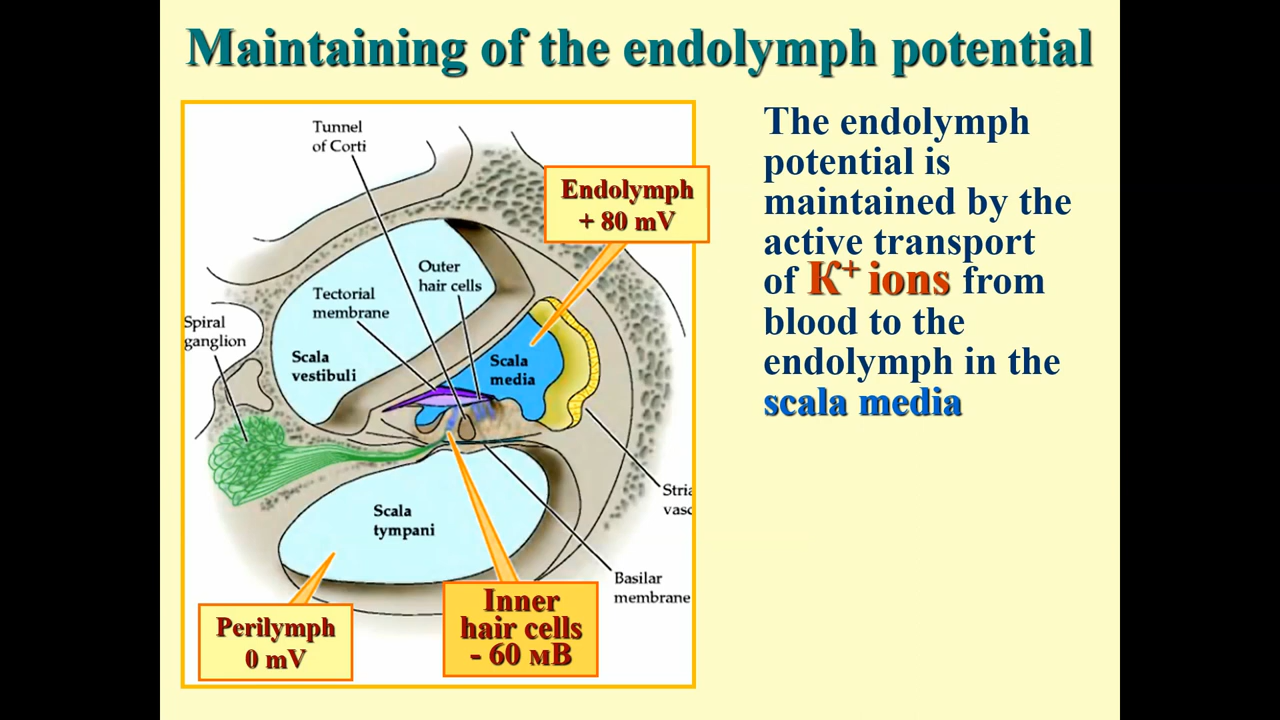 Maintaining of the endolymph potential
Tunnel
of Corti
Endolymph
+ 80 mV
Outer
hair cells
Tectorial
membrane
Spiral
ganglion
Scala
vestibuli
Scala
media
Scala
tympani
Stria
vasc
Basilar
membrane
Perilymph
0 mV
Inner
hair cells
- 60 мВ
The endolymph
potential is
maintained by the
active transport
of К⁺ ions from
blood to the
endolymph in the
scala media